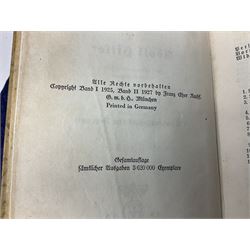 Alle Rechte vorbehalten
Copyright Band I 1925, Band II 1927 by Franz Eher Nachf.
G. m. b. H., München
Printed in Germany
Gesamtauflage
sämtlicher Ausgaben 3 620 000 Exemplare